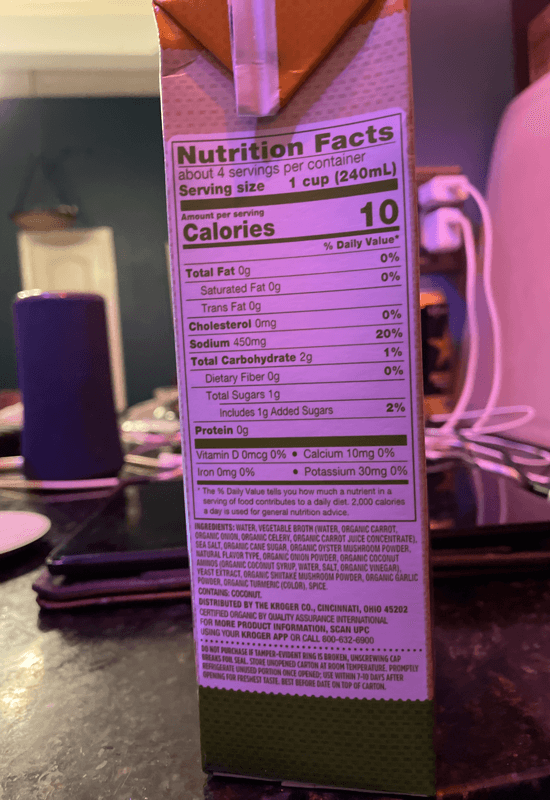 Nutrition Facts
about 4 servings per container
Serving size 1 cup (240mL)
Amount per serving
Calories 10
% Daily Value*
Total Fat 0g 0%
Saturated Fat 0g 0%
Trans Fat 0g
Cholesterol 0mg 0%
Sodium 450mg 20%
Total Carbohydrate 2g 1%
Dietary Fiber 0g 0%
Total Sugars 1g
Includes 1g Added Sugars 2%
Protein 0g
Vitamin D 0mcg 0% • Calcium 10mg 0%
Iron 0mg 0% • Potassium 30mg 0%
* The % Daily Value tells you how much a nutrient in a
serving of food contributes to a daily diet. 2,000 calories
a day is used for general nutrition advice.
INGREDIENTS: WATER, VEGETABLE BROTH (WATER, ORGANIC CARROT,
ORGANIC ONION, ORGANIC CELERY, ORGANIC CARROT JUICE CONCENTRATE),
SEA SALT, ORGANIC CANE SUGAR, ORGANIC OYSTER MUSHROOM POWDER,
NATURAL FLAVOR TYPE, ORGANIC ONION POWDER, ORGANIC COCONUT
AMINOS (ORGANIC COCONUT SYRUP, WATER, SALT, ORGANIC VINEGAR),
YEAST EXTRACT, ORGANIC SHIITAKE MUSHROOM POWDER, ORGANIC GARLIC
POWDER, ORGANIC TURMERIC (COLOR), SPICE.
CONTAINS: COCONUT.
DISTRIBUTED BY THE KROGER CO., CINCINNATI, OHIO 45202
CERTIFIED ORGANIC BY QUALITY ASSURANCE INTERNATIONAL
FOR MORE PRODUCT INFORMATION, SCAN UPC
USING YOUR KROGER APP OR CALL 800-632-6900
DO NOT PURCHASE IF TAMPER-EVIDENT RING IS BROKEN, UNSCREWING CAP
BREAKS FOIL SEAL. STORE UNOPENED CARTON AT ROOM TEMPERATURE. PROMPTLY
REFRIGERATE UNUSED PORTION ONCE OPENED; USE WITHIN 7-10 DAYS AFTER
OPENING FOR FRESHEST TASTE. BEST BEFORE DATE ON TOP OF CARTON.